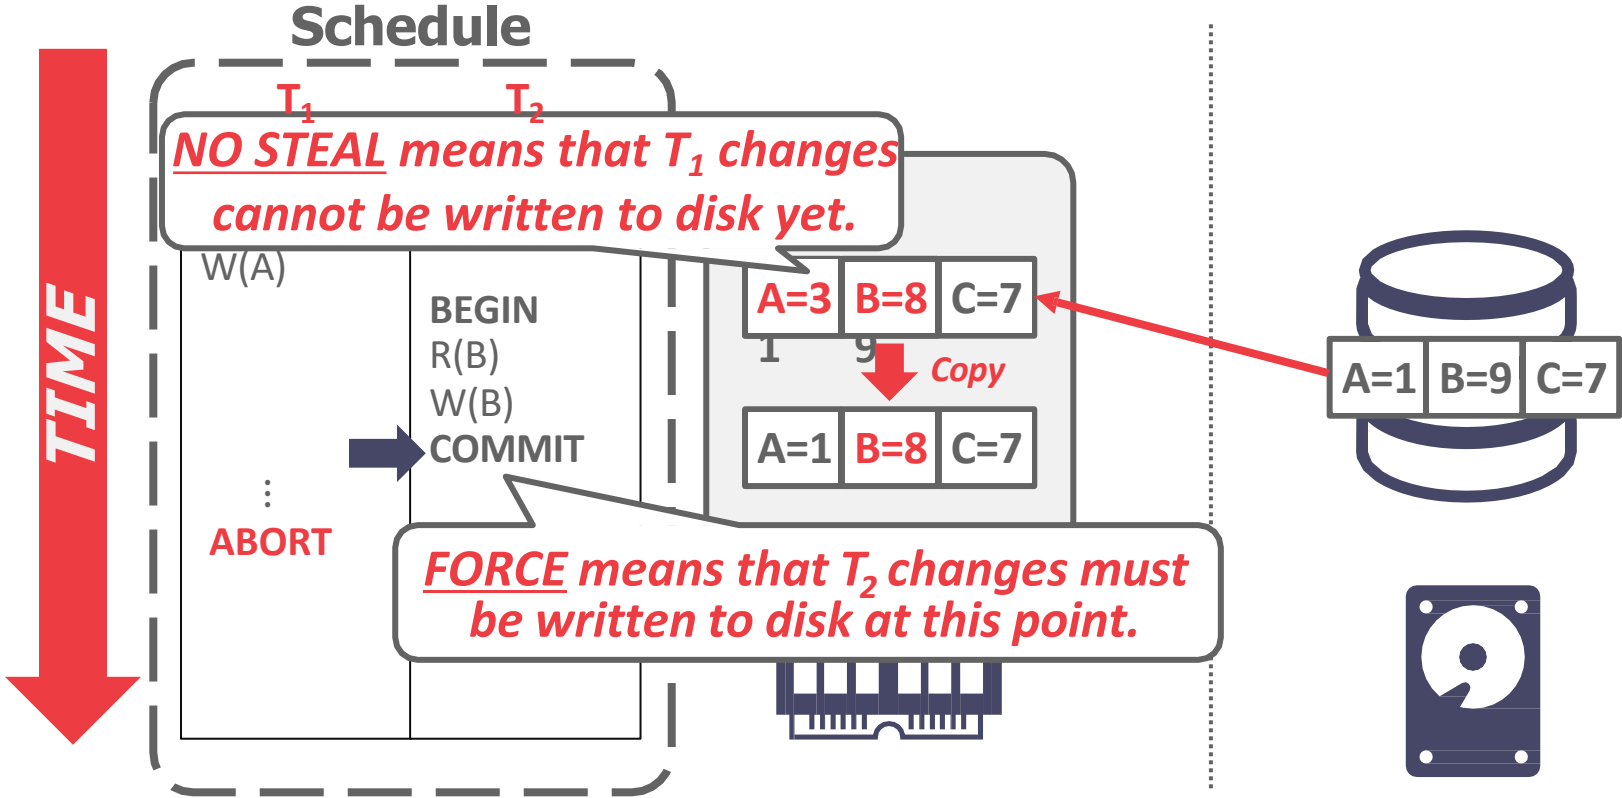 Schedule
T1
T2
NO STEAL means that T1 changes
cannot be written to disk yet.
W(A)
BEGIN
R(B)
W(B)
COMMIT
⋮
ABORT
TIME
A=3 B=8 C=7
1 9
Copy
A=1 B=8 C=7
A=1 B=9 C=7
FORCE means that T2 changes must
be written to disk at this point.